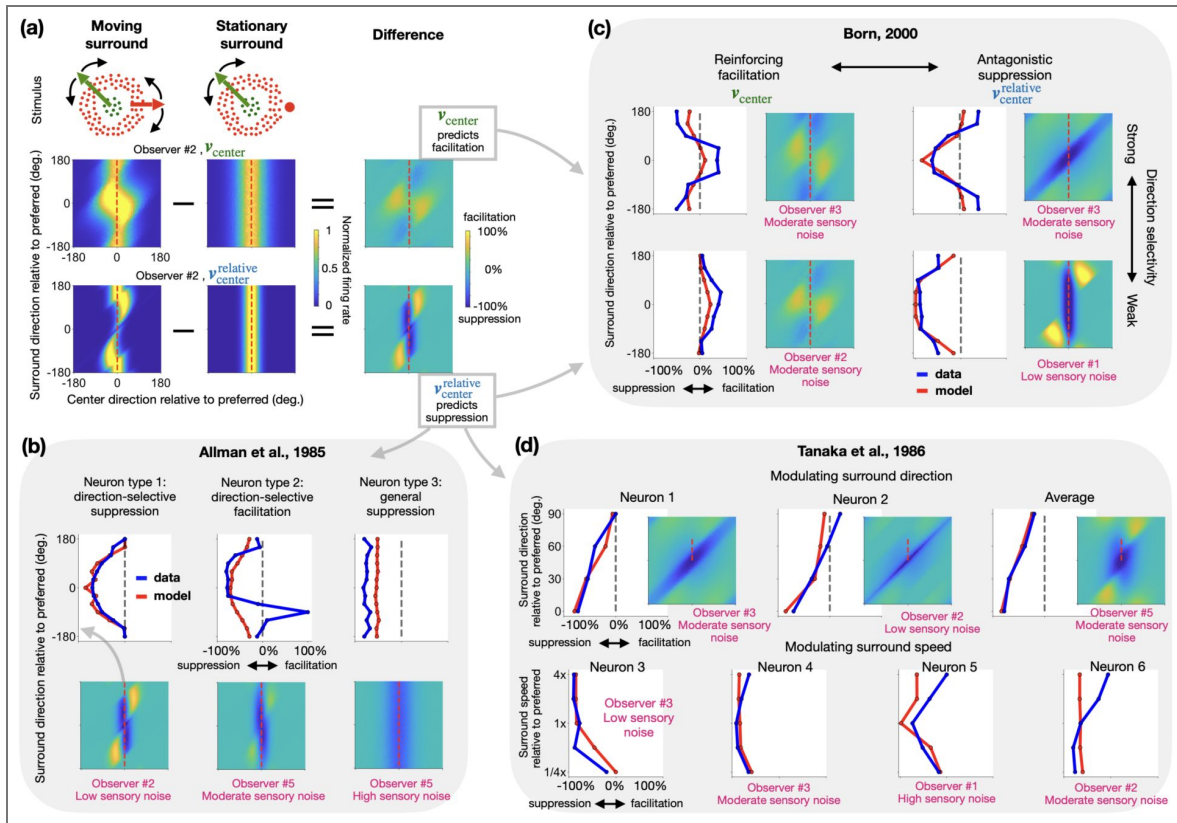 (a)
Moving
surround
Stationary
surround
Difference
Stimulus
Surround direction relative to preferred (deg.)
Observer #2 , v center
180
0
-180
Observer #2 , v relative center
180
0
-180
-180 0 180
-180 0 180
Center direction relative to preferred (deg.)
1
0.5
0
Normalized firing rate
facilitation
100%
0%
-100%
suppression
v center
predicts
facilitation
v relative center
predicts
suppression
(b)
Allman et al., 1985
Neuron type 1:
direction-selective
suppression
Neuron type 2:
direction-selective
facilitation
Neuron type 3:
general
suppression
Surround direction relative to preferred (deg.)
180
0
-180
data
model
-100% 0% 100%
suppression facilitation
Observer #2
Low sensory noise
Observer #5
Moderate sensory noise
Observer #5
High sensory noise
(c)
Born, 2000
Reinforcing
facilitation
v center
Antagonistic
suppression
v relative center
Surround direction relative to preferred (deg.)
180
0
-180
Observer #3
Moderate sensory
noise
Observer #3
Moderate sensory
noise
180
0
-180
-100% 0% 100%
suppression facilitation
Observer #2
Moderate sensory
noise
data
model
Observer #1
Low sensory noise
Strong
Direction selectivity
Weak
(d)
Tanaka et al., 1986
Modulating surround direction
Neuron 1
Neuron 2
Average
Surround direction
relative to preferred (deg.)
90
60
30
0
-100% 0% 100%
suppression facilitation
Observer #3
Moderate sensory
noise
Observer #2
Low sensory noise
Observer #5
Moderate sensory
noise
Modulating surround speed
Neuron 3
Neuron 4
Neuron 5
Neuron 6
Surround speed
relative to preferred
4x
1x
1/4x
Observer #3
Low sensory
noise
-100% 0% 100%
suppression facilitation
Observer #3
Moderate sensory noise
Observer #1
High sensory noise
Observer #2
Moderate sensory noise